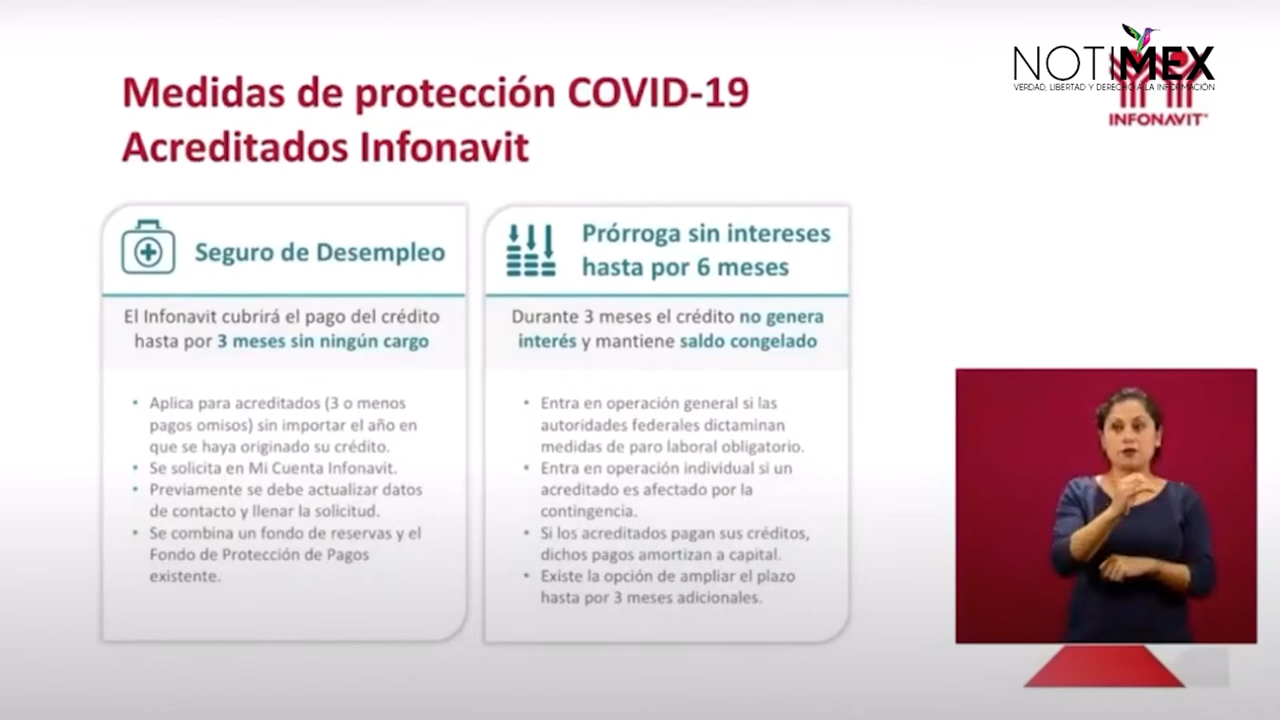 NOTIMEX
VERDAD, LIBERTAD Y DERECHO A LA INFORMACIÓN
INFONAVIT
Medidas de protección COVID-19
Acreditados Infonavit
Seguro de Desempleo
El Infonavit cubrirá el pago del crédito
hasta por 3 meses sin ningún cargo
• Aplica para acreditados (3 o menos
pagos omisos) sin importar el año en
que se haya originado su crédito.
• Se solicita en Mi Cuenta Infonavit.
• Previamente se debe actualizar datos
de contacto y llenar la solicitud.
• Se combina un fondo de reservas y el
Fondo de Protección de Pagos
existente.
Prórroga sin intereses
hasta por 6 meses
Durante 3 meses el crédito no genera
interés y mantiene saldo congelado
• Entra en operación general si las
autoridades federales dictaminan
medidas de paro laboral obligatorio.
• Entra en operación individual si un
acreditado es afectado por la
contingencia.
• Si los acreditados pagan sus créditos,
dichos pagos amortizan a capital.
• Existe la opción de ampliar el plazo
hasta por 3 meses adicionales.